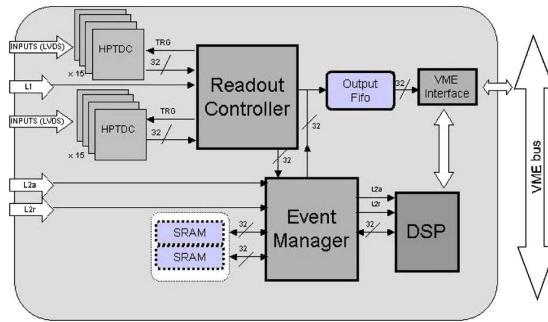 INPUTS (LVDS)
HPTDC
x 15
TRG
32
L1
INPUTS (LVDS)
HPTDC
x 15
TRG
32
Readout
Controller
32
32
Output
Fifo
32
VME
Interface
VME bus
L2a
L2r
SRAM
SRAM
32
32
Event
Manager
L2a
L2r
32
DSP